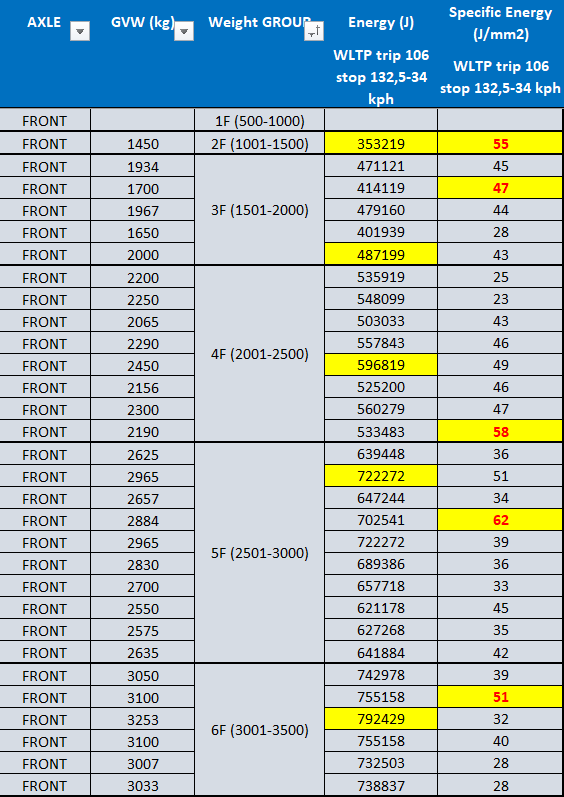 AXLE GVW (kg) Weight GROUP Energy (J) Specific Energy
(J/mm2)
WLTP trip 106
stop 132,5-34
kph
WLTP trip 106
stop 132,5-34 kph
FRONT 1F (500-1000)
FRONT 1450 2F (1001-1500) 353219 55
FRONT 1934 471121 45
FRONT 1700 414119 47
FRONT 1967 3F (1501-2000) 479160 44
FRONT 1650 401939 28
FRONT 2000 487199 43
FRONT 2200 535919 25
FRONT 2250 548099 23
FRONT 2065 503033 43
FRONT 2290 4F (2001-2500) 557843 46
FRONT 2450 596819 49
FRONT 2156 525200 46
FRONT 2300 560279 47
FRONT 2190 533483 58
FRONT 2625 639448 36
FRONT 2965 722272 51
FRONT 2657 647244 34
FRONT 2884 702541 62
FRONT 2965 5F (2501-3000) 722272 39
FRONT 2830 689386 36
FRONT 2700 657718 33
FRONT 2550 621178 45
FRONT 2575 627268 35
FRONT 2635 641884 42
FRONT 3050 742978 39
FRONT 3100 755158 51
FRONT 3253 6F (3001-3500) 792429 32
FRONT 3100 755158 40
FRONT 3007 732503 28
FRONT 3033 738837 28